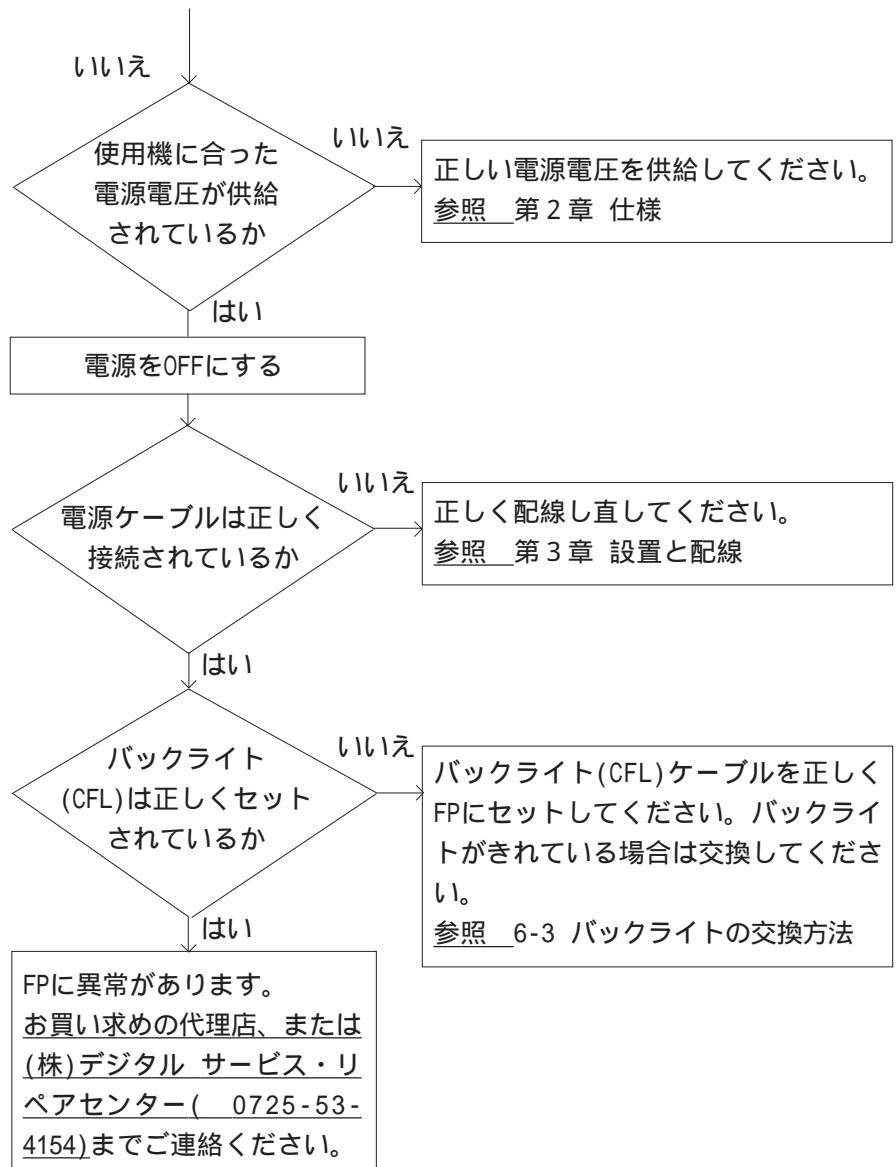 いいえ
使用機に合った
電源電圧が供給
されているか
いいえ
正しい電源電圧を供給してください。
参照 第2章 仕様
はい
電源をOFFにする
電源ケーブルは正しく
接続されているか
いいえ
正しく配線し直してください。
参照 第3章 設置と配線
はい
バックライト
(CFL)は正しくセット
されているか
いいえ
バックライト(CFL)ケーブルを正しく
FPにセットしてください。バックライ
トがきれている場合は交換してくださ
い。
参照 6-3 バックライトの交換方法
はい
FPに異常があります。
お買い求めの代理店、または
(株)デジタル サービス・リ
ペアセンター( 0725-53-
4154)までご連絡ください。